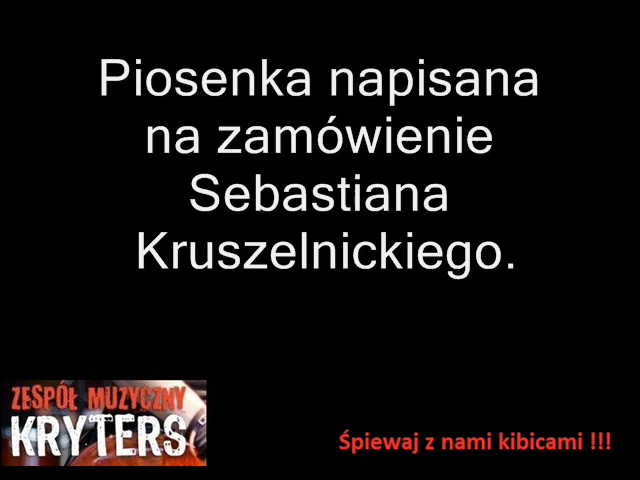 Piosenka napisana
na zamówienie
Sebastiana
Kruszelnickiego.
ZESPÓŁ MUZYCZNY
KRYTERS
Śpiewaj z nami kibicami !!!